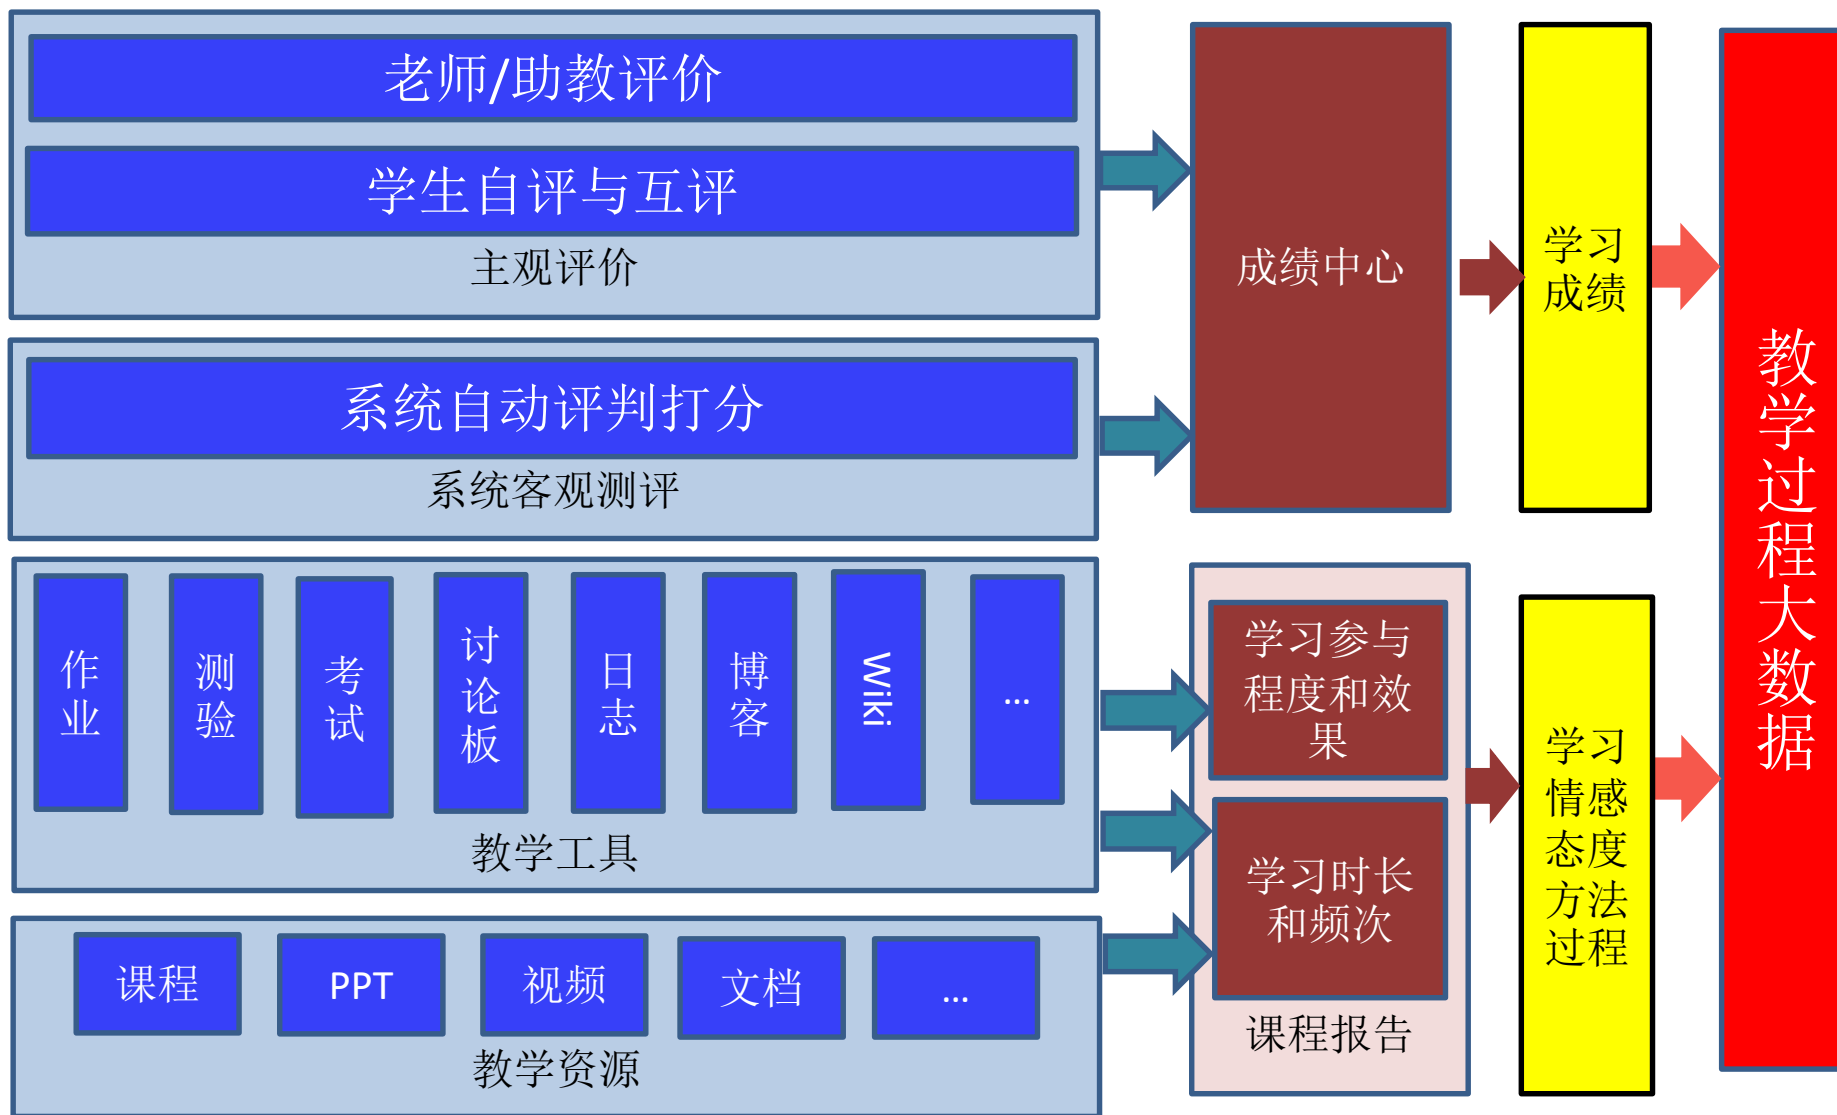 老师/助教评价
学生自评与互评
主观评价
系统自动评判打分
系统客观测评
作业
测验
考试
讨论板
日志
博客
Wiki
...
教学工具
课程
PPT
视频
文档
...
教学资源
成绩中心
学习参与
程度和效
果
学习时长
和频次
课程报告
学习
成绩
学习
情感
态度
方法
过程
教学过程大数据